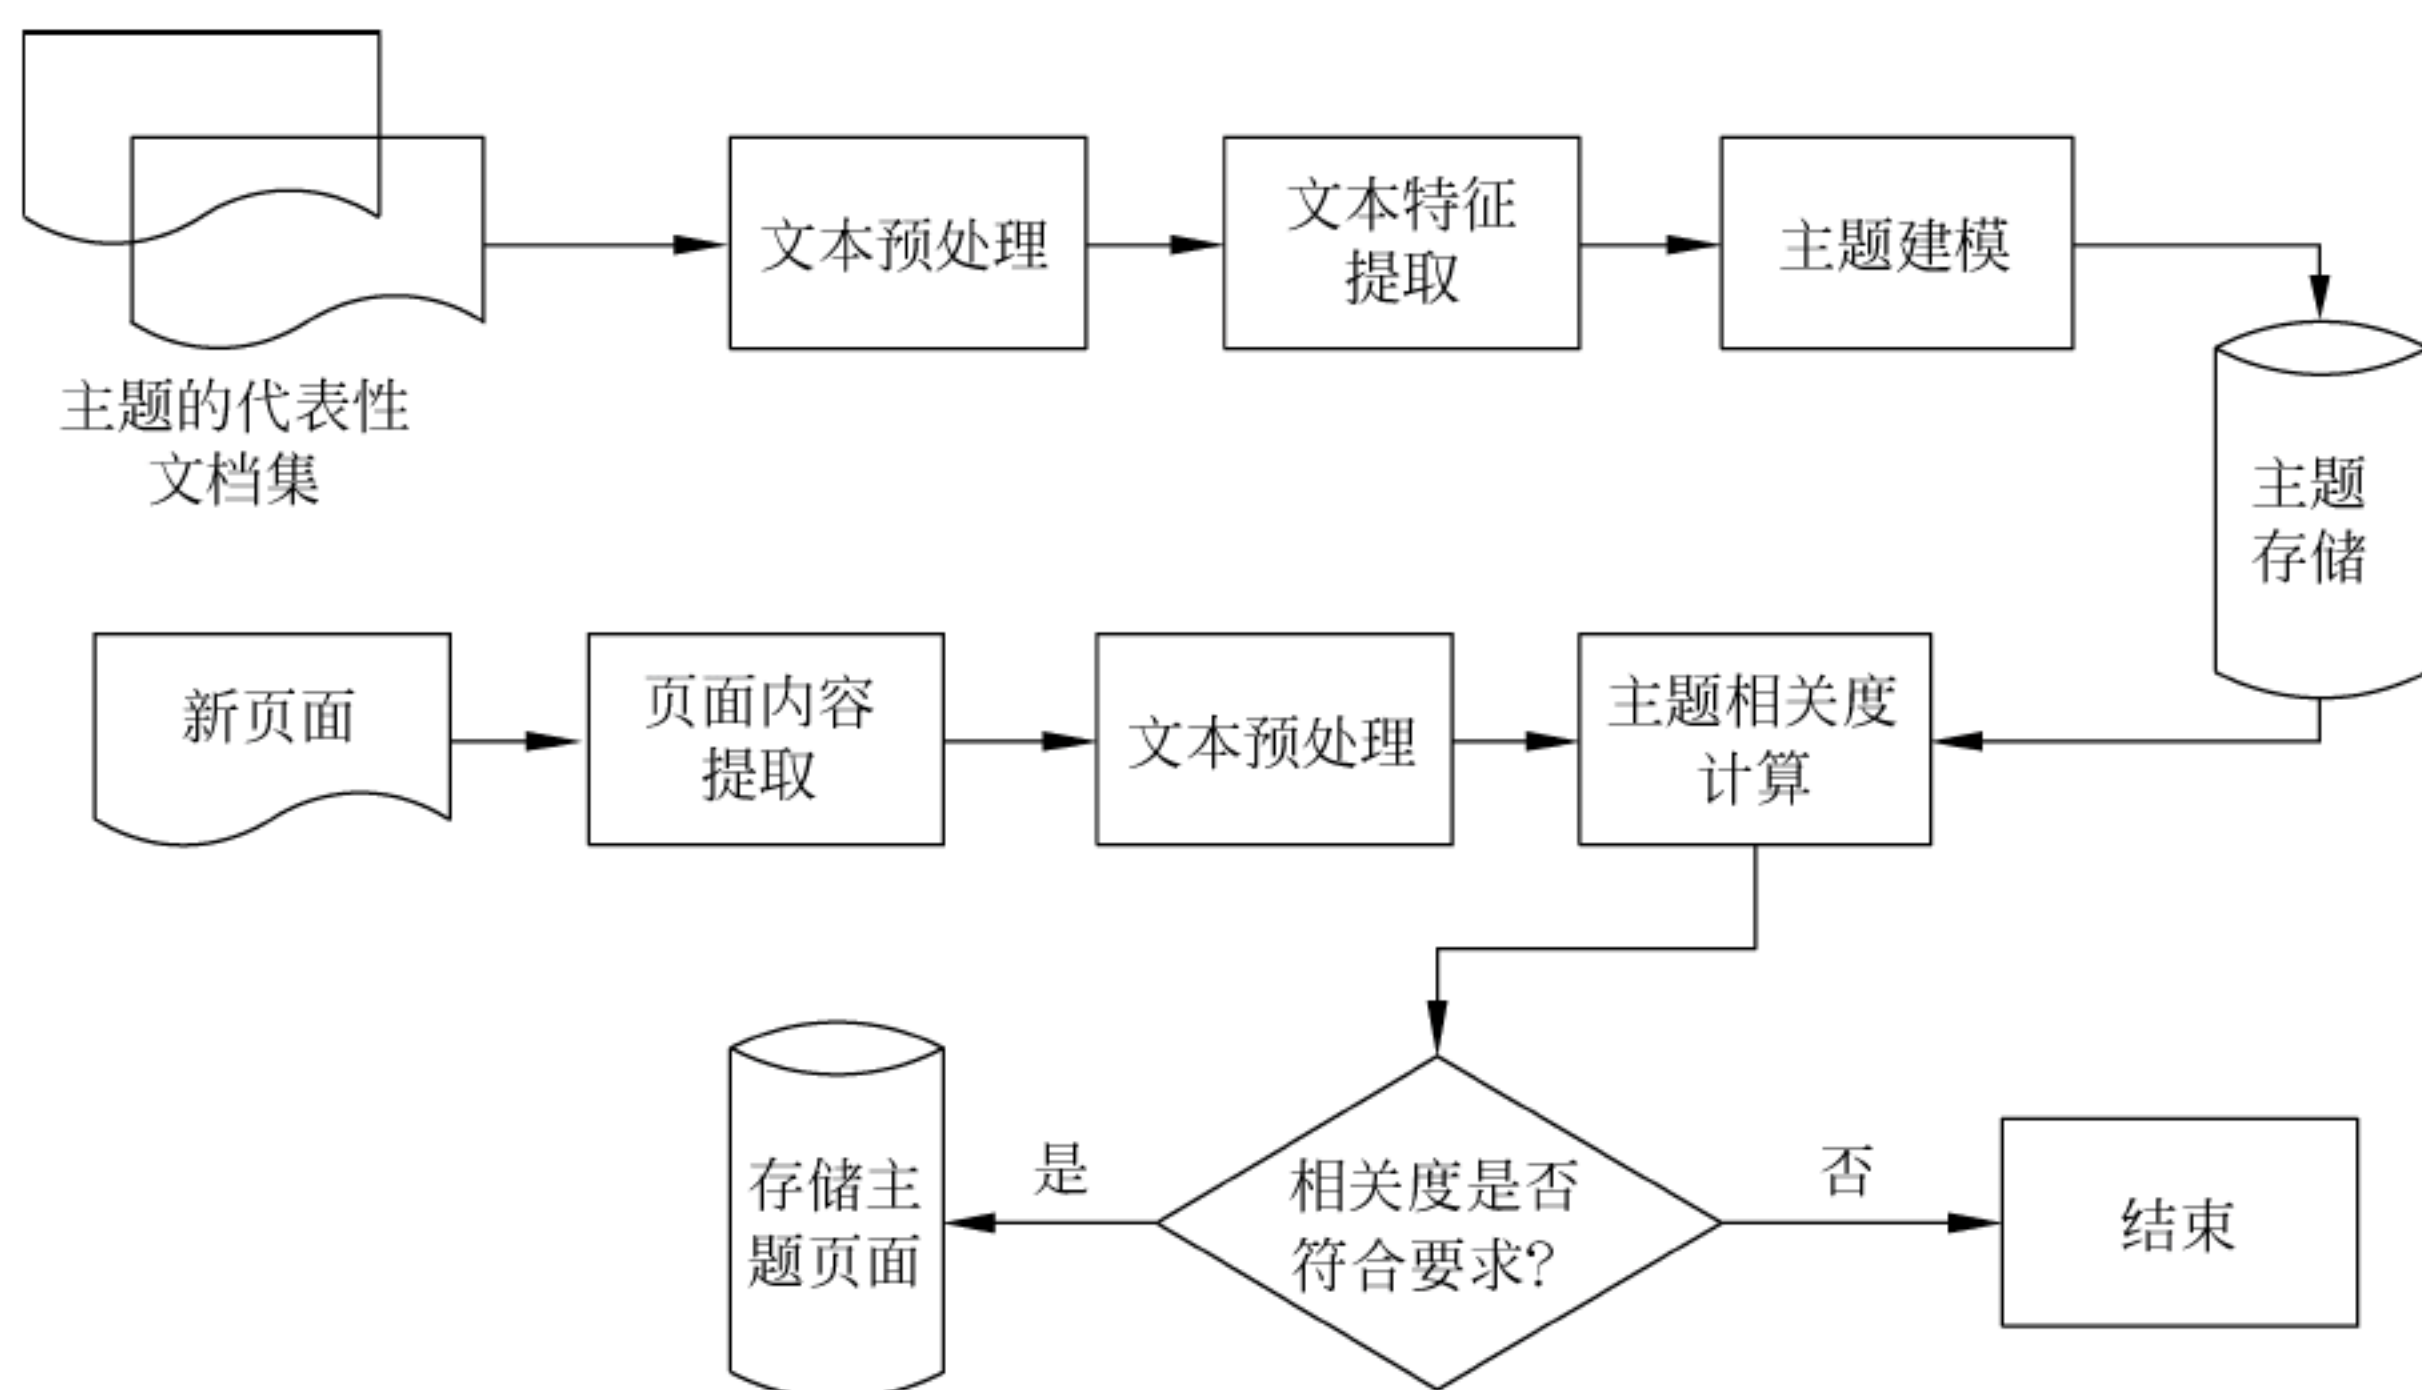 文本预处理
文本特征
提取
主题建模
主题的代表性
文档集
主题
存储
新页面
页面内容
提取
文本预处理
主题相关度
计算
存储主
题页面
是
相关度是否
符合要求?
否
结束